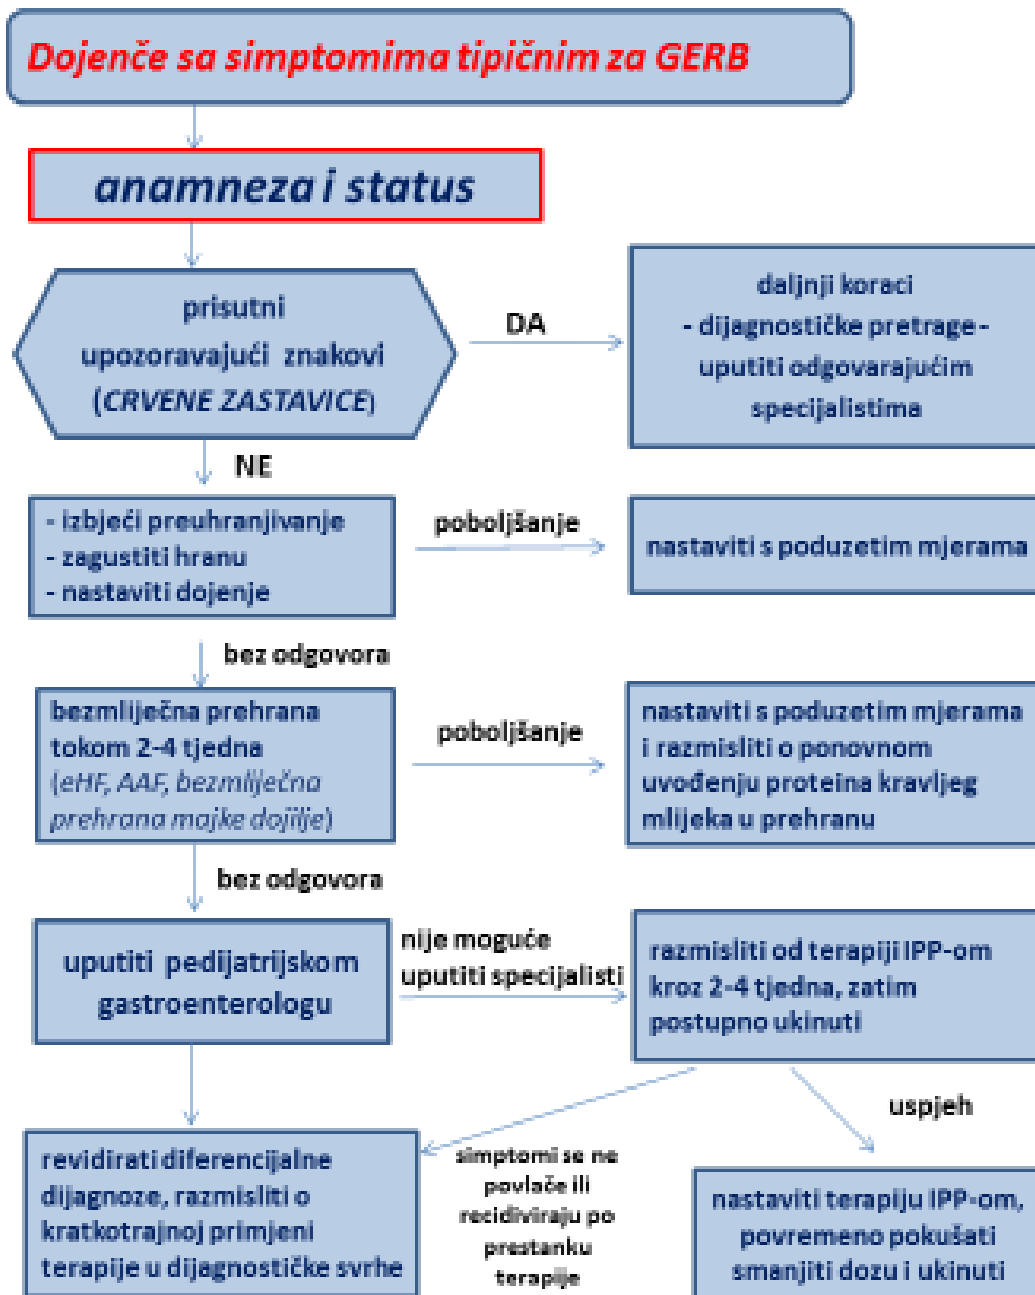 Dojenče sa simptomima tipičnim za GERB
anamneza i status
prisutni
upozoravajući znakovi
(CRVENE ZASTAVICE)
DA
daljnji koraci
- dijagnostičke pretrage -
uputiti odgovarajućim
specijalistima
NE
- izbjeći preuhranjivanje
- zagustiti hranu
- nastaviti dojenje
poboljšanje
nastaviti s poduzetim mjerama
bez odgovora
bezmliječna prehrana
tokom 2-4 tjedna
(eHF, AAF, bezmliječna
prehrana majke dojilje)
poboljšanje
nastaviti s poduzetim mjerama
i razmisliti o ponovnom
uvođenju proteina kravljeg
mlijeka u prehranu
bez odgovora
uputiti pedijatrijskom
gastroenterologu
nije moguće
uputiti specijalisti
razmisliti od terapiji IPP-om
kroz 2-4 tjedna, zatim
postupno ukinuti
uspjeh
revidirati diferencijalne
dijagnoze, razmisliti o
kratkotrajnoj primjeni
terapije u dijagnostičke svrhe
simptomi se ne
povlače ili
recidiviraju po
prestanku
terapije
nastaviti terapiju IPP-om,
povremeno pokušati
smanjiti dozu i ukinuti